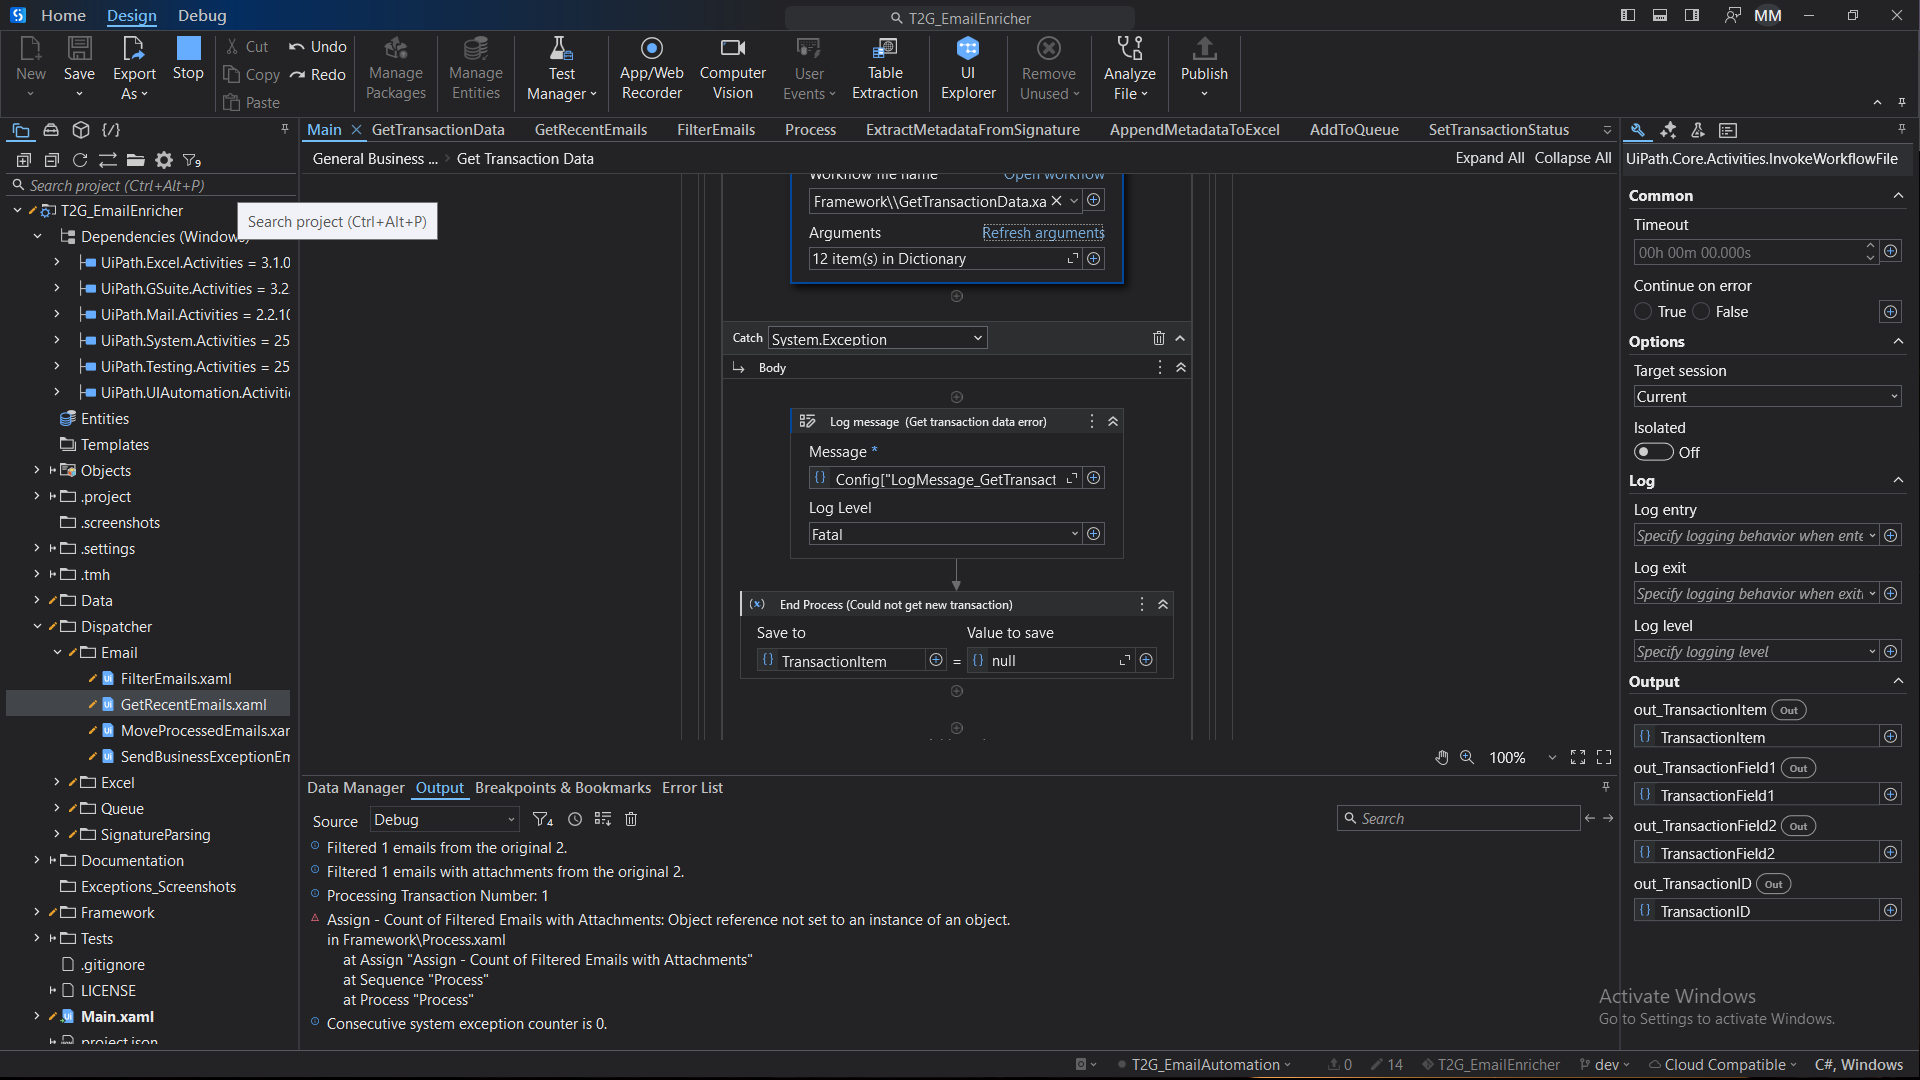 Home Design Debug
T2G_EmailEnricher
MM
New
Save
Export As
Stop
Cut
Copy
Paste
Undo
Redo
Manage Packages
Manage Entities
Test Manager
App/Web Recorder
Computer Vision
User Events
Table Extraction
UI Explorer
Remove Unused
Analyze File
Publish
Main GetTransactionData GetRecentEmails FilterEmails Process ExtractMetadataFromSignature AppendMetadataToExcel AddToQueue SetTransactionStatus
General Business ... Get Transaction Data
Expand All Collapse All
9
Search project (Ctrl+Alt+P)
Search project (Ctrl+Alt+P)
T2G_EmailEnricher
Dependencies (Windows
UiPath.Excel.Activities = 3.1.0
UiPath.GSuite.Activities = 3.2
UiPath.Mail.Activities = 2.2.10
UiPath.System.Activities = 25
UiPath.Testing.Activities = 25
UiPath.UIAutomation.Activitie
Entities
Templates
Objects
.project
.screenshots
.settings
.tmh
Data
Dispatcher
Email
FilterEmails.xaml
GetRecentEmails.xaml
MoveProcessedEmails.xar
SendBusinessExceptionEm
Excel
Queue
SignatureParsing
Documentation
Exceptions_Screenshots
Framework
Tests
.gitignore
LICENSE
Main.xaml
project.json
Workflow file name Open workflow
Framework\\GetTransactionData.xa
Arguments Refresh arguments
12 item(s) in Dictionary
Catch System.Exception
Body
Log message (Get transaction data error)
Message *
Config["LogMessage_GetTransact
Log Level
Fatal
(x) End Process (Could not get new transaction)
Save to Value to save
TransactionItem = null
100%
Data Manager Output Breakpoints & Bookmarks Error List
Source Debug 4
Search
Filtered 1 emails from the original 2.
Filtered 1 emails with attachments from the original 2.
Processing Transaction Number: 1
Assign - Count of Filtered Emails with Attachments: Object reference not set to an instance of an object.
in Framework\Process.xaml
at Assign "Assign - Count of Filtered Emails with Attachments"
at Sequence "Process"
at Process "Process"
Consecutive system exception counter is 0.
UiPath.Core.Activities.InvokeWorkflowFile
Common
Timeout
00h 00m 00.000s
Continue on error
True False
Options
Target session
Current
Isolated
Off
Log
Log entry
Specify logging behavior when ente
Log exit
Specify logging behavior when exiti
Log level
Specify logging level
Output
out_TransactionItem Out
TransactionItem
out_TransactionField1 Out
TransactionField1
out_TransactionField2 Out
TransactionField2
out_TransactionID Out
TransactionID
Activate Windows
Go to Settings to activate Windows.
T2G_EmailAutomation 0 14 T2G_EmailEnricher dev Cloud Compatible C#, Windows